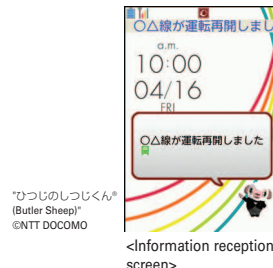 ○△線が運転再開しまし
a.m.
10:00
04/16
FRI
○△線が運転再開しました
"ひつじのしつじくん®
(Butler Sheep)"
©NTT DOCOMO
<Information reception
screen>